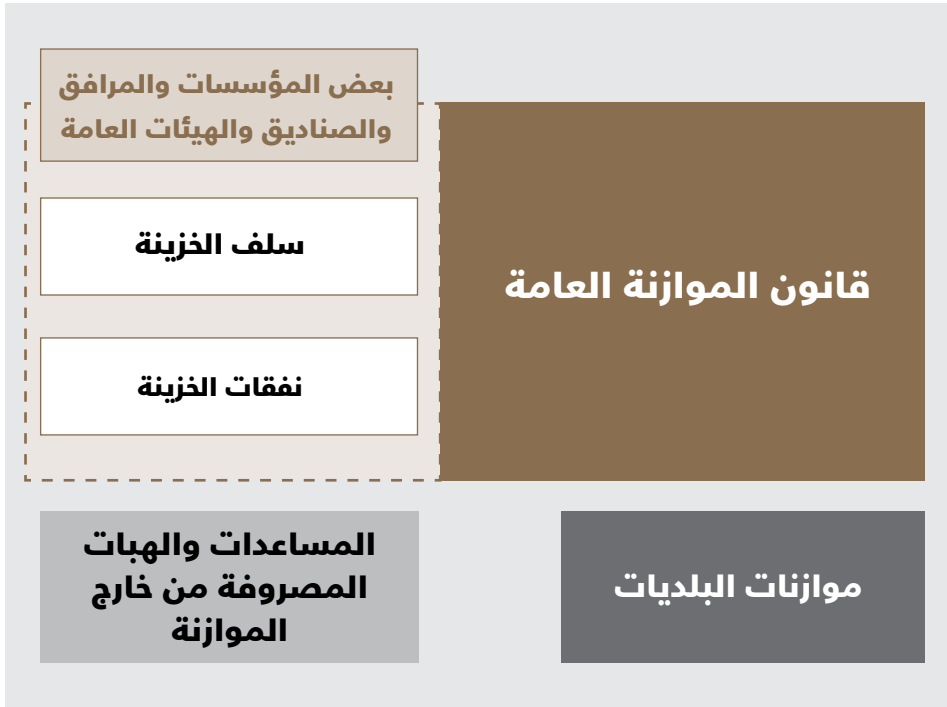 بعض المؤسسات والمرافق
والصناديق والهيئات العامة
قانون الموازنة العامة
سلف الخزينة
نفقات الخزينة
موازنات البلديات
المساعدات والهبات
المصروفة من خارج
الموازنة